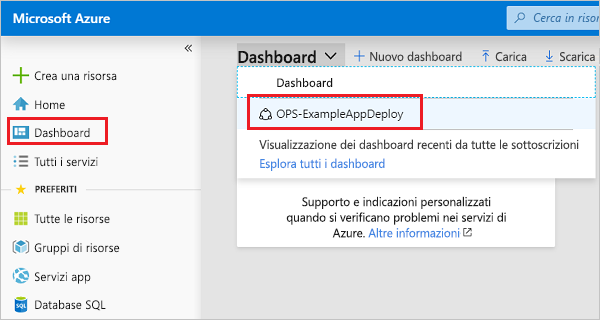 Microsoft Azure
Cerca in risor
Crea una risorsa
Home
Dashboard
Tutti i servizi
PREFERITI
Tutte le risorse
Gruppi di risorse
Servizi app
Database SQL
Dashboard
Nuovo dashboard
Carica
Scarica
Dashboard
OPS-ExampleAppDeploy
Visualizzazione dei dashboard recenti da tutte le sottoscrizioni
Esplora tutti i dashboard
Supporto e indicazioni personalizzati
quando si verificano problemi nei servizi di
Azure. Altre informazioni